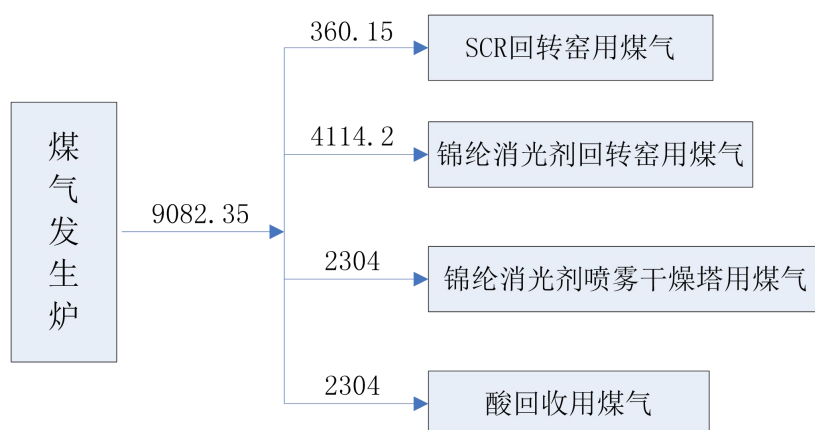 煤气发生炉
9082.35
360.15
SCR回转窑用煤气
4114.2
锦纶消光剂回转窑用煤气
2304
锦纶消光剂喷雾干燥塔用煤气
2304
酸回收用煤气